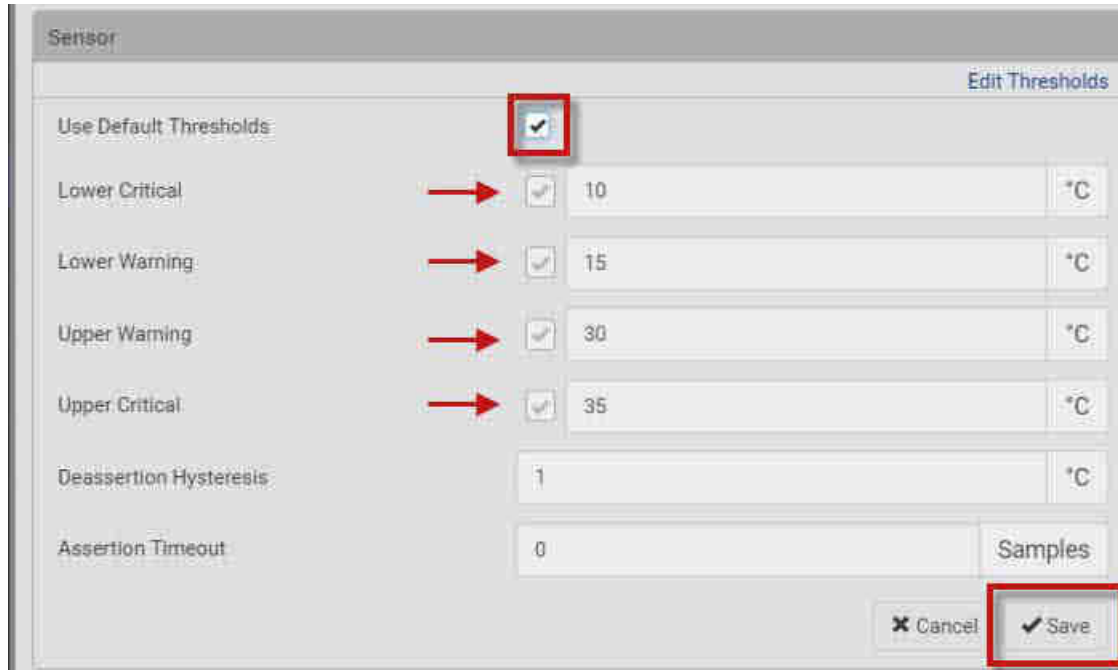 Sensor
Edit Thresholds
Use Default Thresholds
Lower Critical 10 °C
Lower Warning 15 °C
Upper Warning 30 °C
Upper Critical 35 °C
Deassertion Hysteresis 1 °C
Assertion Timeout 0 Samples
Cancel Save